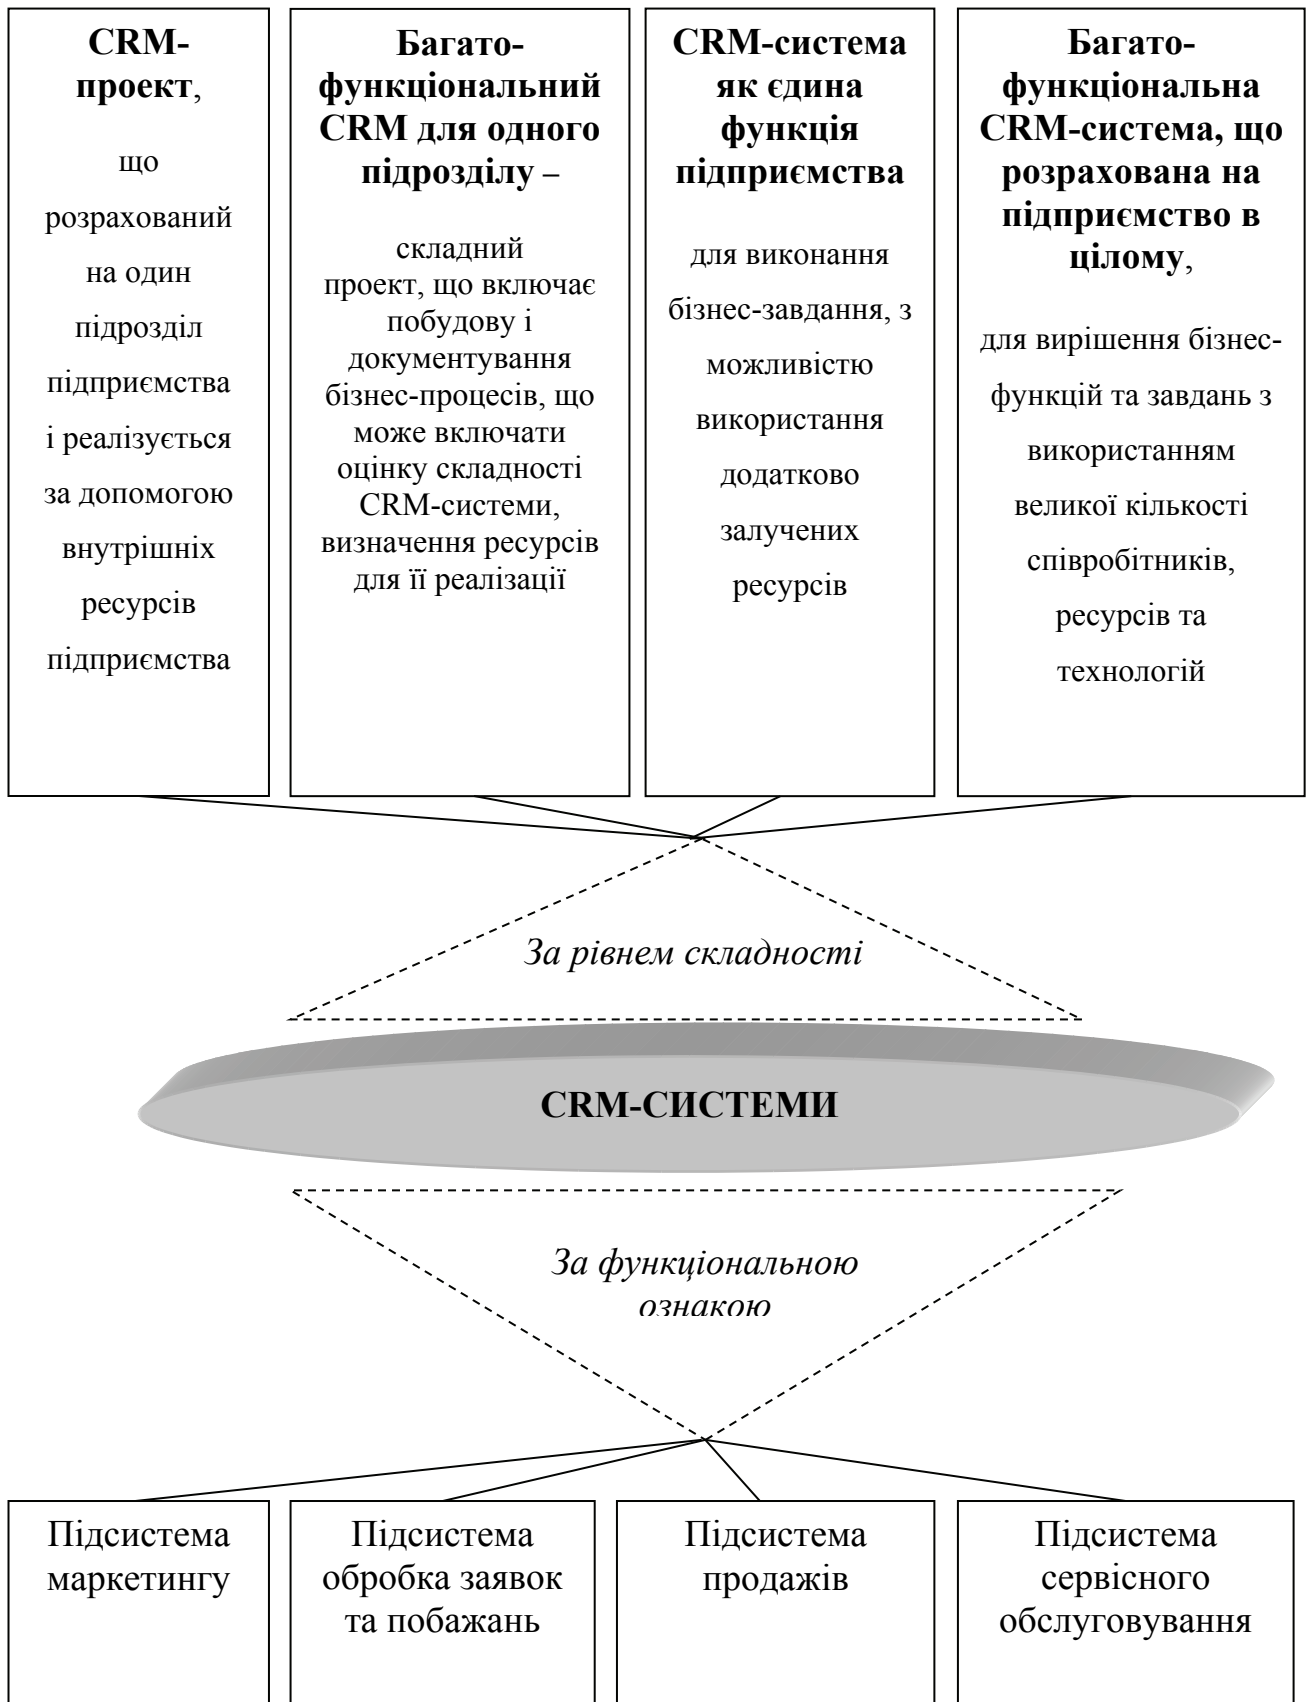 CRM-
проект,
що
розрахований
на один
підрозділ
підприємства
і реалізується
за допомогою
внутрішніх
ресурсів
підприємства
Багато-
функціональний
CRM для одного
підрозділу –
складний
проект, що включає
побудову і
документування
бізнес-процесів, що
може включати
оцінку складності
CRM-системи,
визначення ресурсів
для її реалізації
CRM-система
як єдина
функція
підприємства
для виконання
бізнес-завдання, з
можливістю
використання
додатково
залучених
ресурсів
Багато-
функціональна
CRM-система, що
розрахована на
підприємство в
цілому,
для вирішення бізнес-
функцій та завдань з
використанням
великої кількості
співробітників,
ресурсів та
технологій
За рівнем складності
CRM-СИСТЕМИ
За функціональною
ознакою
Підсистема
маркетингу
Підсистема
обробка заявок
та побажань
Підсистема
продажів
Підсистема
сервісного
обслуговування